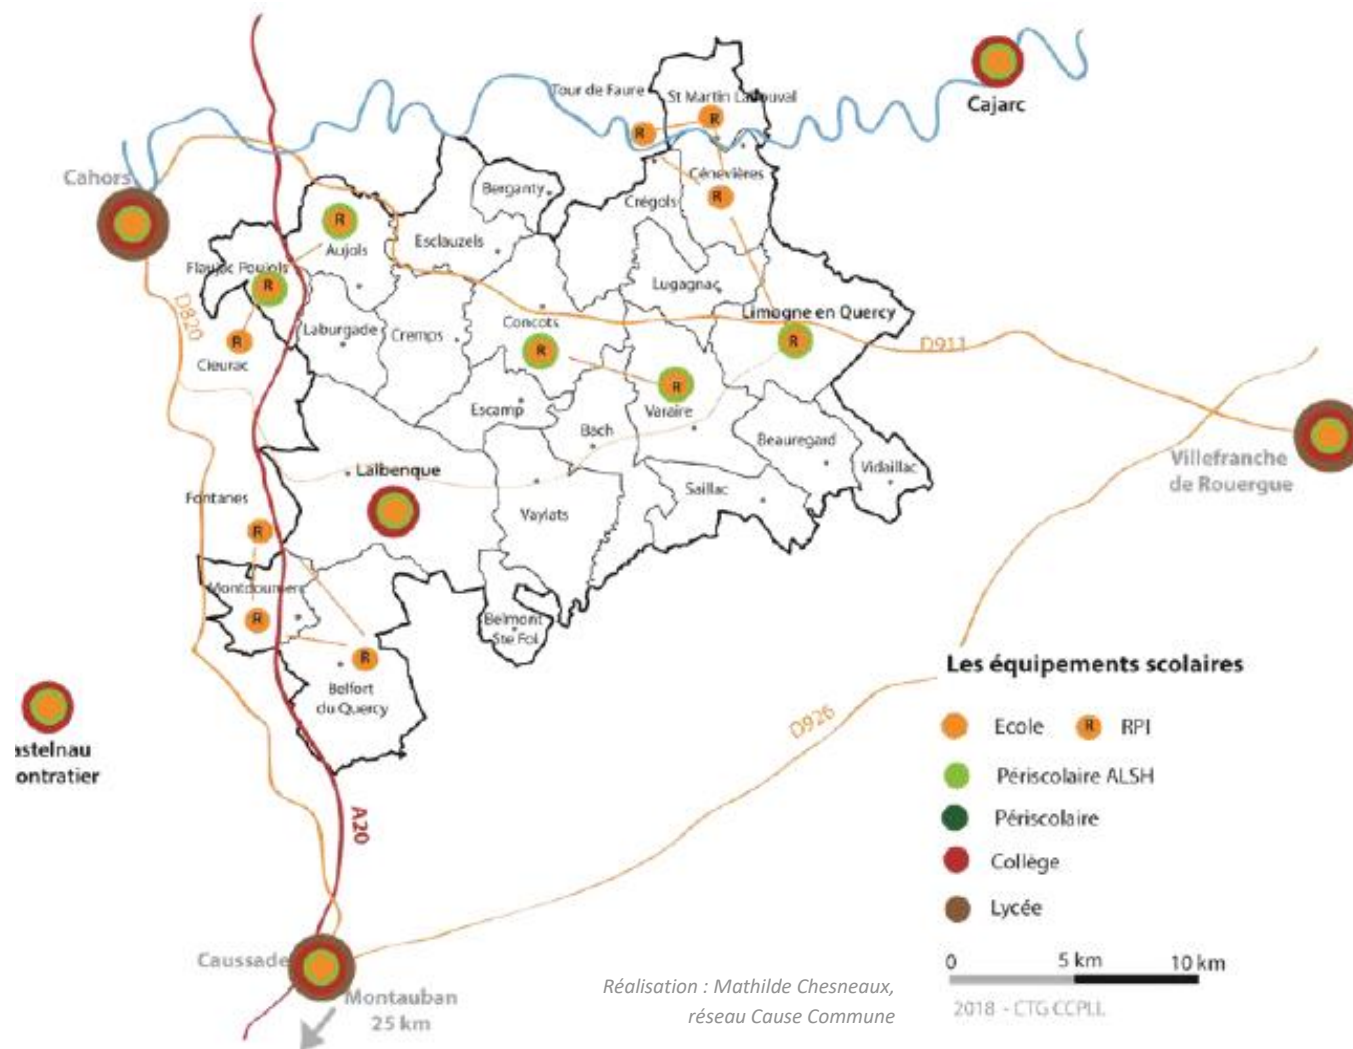 Tour de Faure
St Martin Labouval
R
R
Cajarc
Cahors
Cénevières
Berganty
Crégols
R
R
Esclauzels
Aujols
Flaujac Poujols
R
Lugagnac
D820
Laburgade
Cremps
Concots
Limogne en Quercy
R
R
R
D911
Cieurac
R
Escamp
Varaire
Bach
Beauregard
Lalbenque
Vidaillac
Villefranche
de Rouergue
Fontanes
Saillac
Vaylats
R
Montdoumerc
R
Belmont
Ste Foi
R
Belfort
du Quercy
astelnau
ontratier
D926
A20
Les équipements scolaires
Ecole
R
RPI
Périscolaire ALSH
Périscolaire
Collège
Lycée
0
5 km
10 km
2018 - CTG CCPLL
Caussade
Montauban
25 km
Réalisation : Mathilde Chesneaux,
réseau Cause Commune